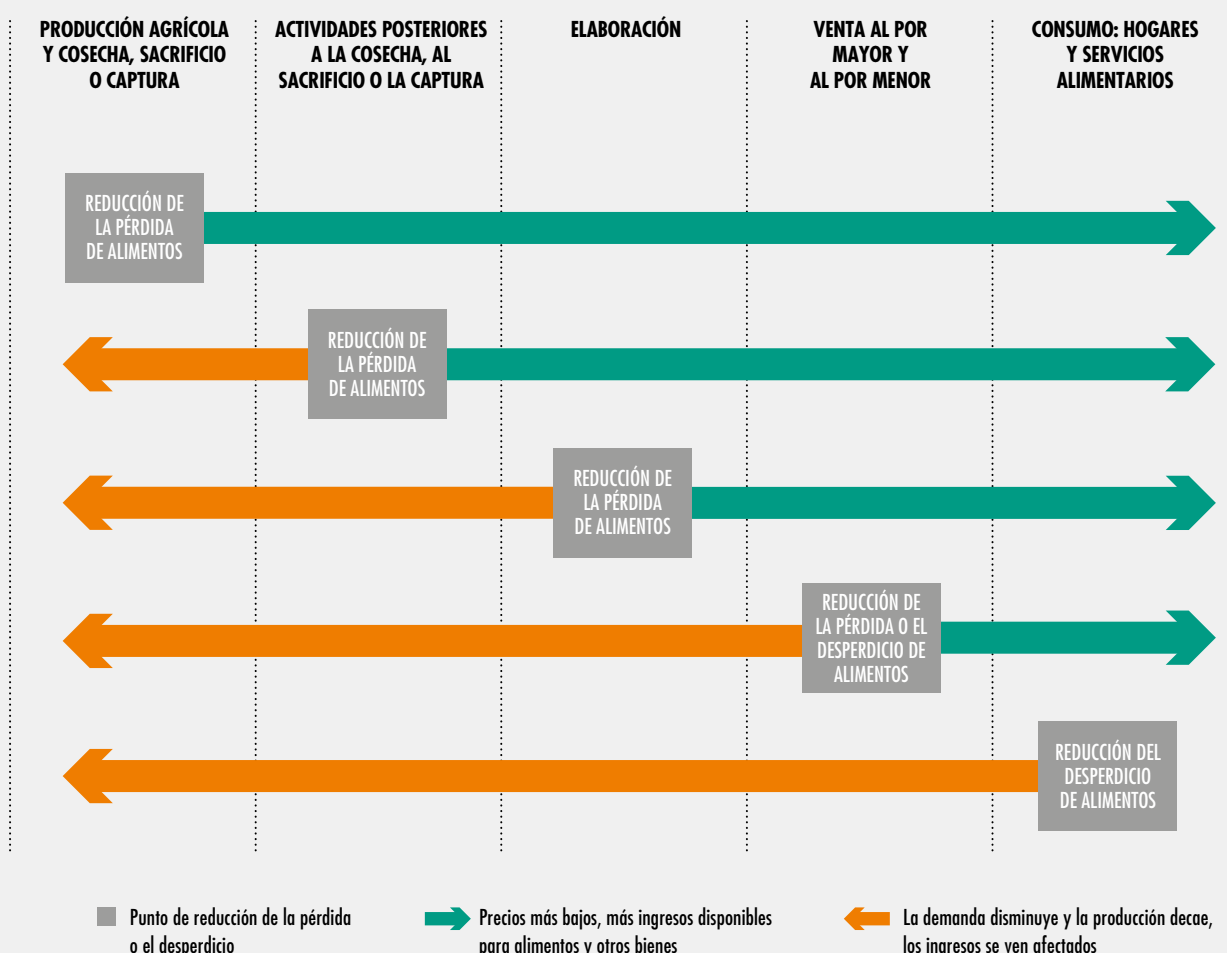 PRODUCCIÓN AGRÍCOLA
Y COSECHA, SACRIFICIO
O CAPTURA
ACTIVIDADES POSTERIORES
A LA COSECHA, AL
SACRIFICIO O LA CAPTURA
ELABORACIÓN
VENTA AL POR
MAYOR Y
AL POR MENOR
CONSUMO: HOGARES
Y SERVICIOS
ALIMENTARIOS
REDUCCIÓN DE
LA PÉRDIDA
DE ALIMENTOS
REDUCCIÓN DE
LA PÉRDIDA
DE ALIMENTOS
REDUCCIÓN DE
LA PÉRDIDA
DE ALIMENTOS
REDUCCIÓN DE
LA PÉRDIDA O EL
DESPERDICIO DE
ALIMENTOS
REDUCCIÓN DEL
DESPERDICIO
DE ALIMENTOS
Punto de reducción de la pérdida
o el desperdicio
Precios más bajos, más ingresos disponibles
para alimentos y otros bienes
La demanda disminuye y la producción decae,
los ingresos se ven afectados